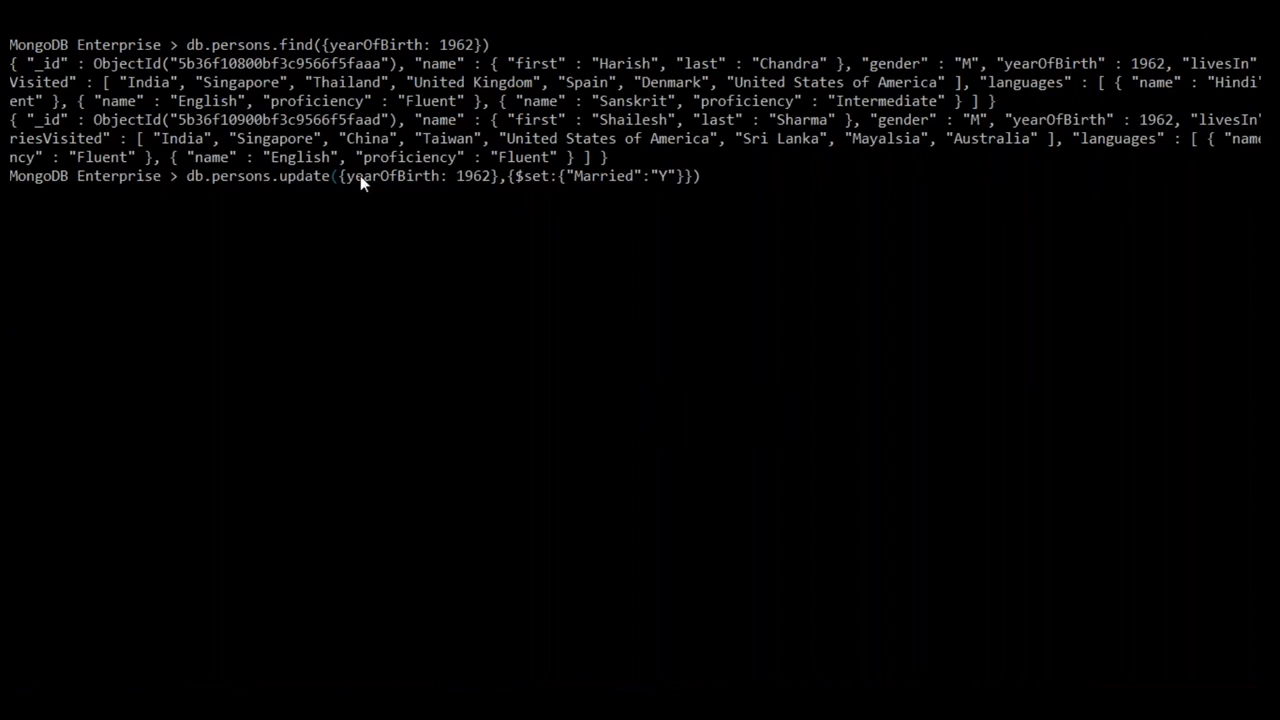 MongoDB Enterprise > db.persons.find({yearOfBirth: 1962})
{ "_id" : ObjectId("5b36f10800bf3c9566f5faaa"), "name" : { "first" : "Harish", "last" : "Chandra" }, "gender" : "M", "yearOfBirth" : 1962, "livesIn"
Visited" : [ "India", "Singapore", "Thailand", "United Kingdom", "Spain", "Denmark", "United States of America" ], "languages" : [ { "name" : "Hindi"
ent" }, { "name" : "English", "proficiency" : "Fluent" }, { "name" : "Sanskrit", "proficiency" : "Intermediate" } ] }
{ "_id" : ObjectId("5b36f10900bf3c9566f5faad"), "name" : { "first" : "Shailesh", "last" : "Sharma" }, "gender" : "M", "yearOfBirth" : 1962, "livesIn"
riesVisited" : [ "India", "Singapore", "China", "Taiwan", "United States of America", "Sri Lanka", "Mayalsia", "Australia" ], "languages" : [ { "name
ncy" : "Fluent" }, { "name" : "English", "proficiency" : "Fluent" } ] }
MongoDB Enterprise > db.persons.update({yearOfBirth: 1962},{$set:{"Married":"Y"}})